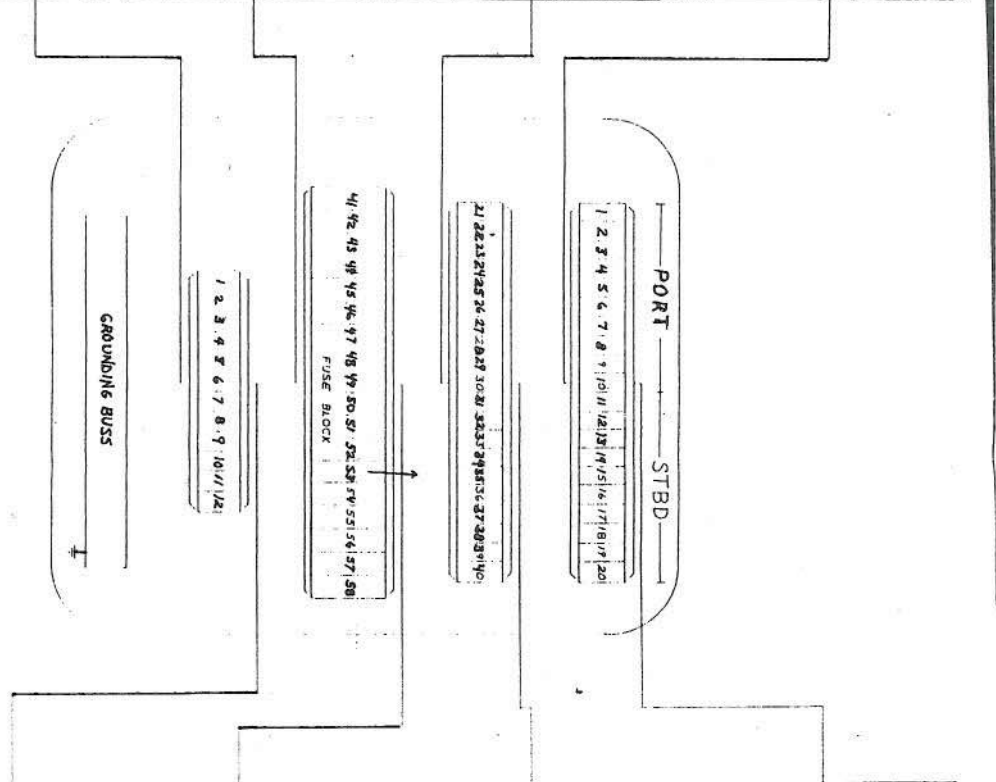 PORT STBD
1 2 3 4 5 6 7 8 9 10 11 12 13 14 15 16 17 18 19 20
21 22 23 24 25 26 27 28 29 30 31 32 33 34 35 36 37 38 39 40
41 42 43 44 45 46 47 48 49 50 51 52 53 54 55 56 57 58
FUSE BLOCK
1 2 3 4 5 6 7 8 9 10 11 12
GROUNDING BUSS